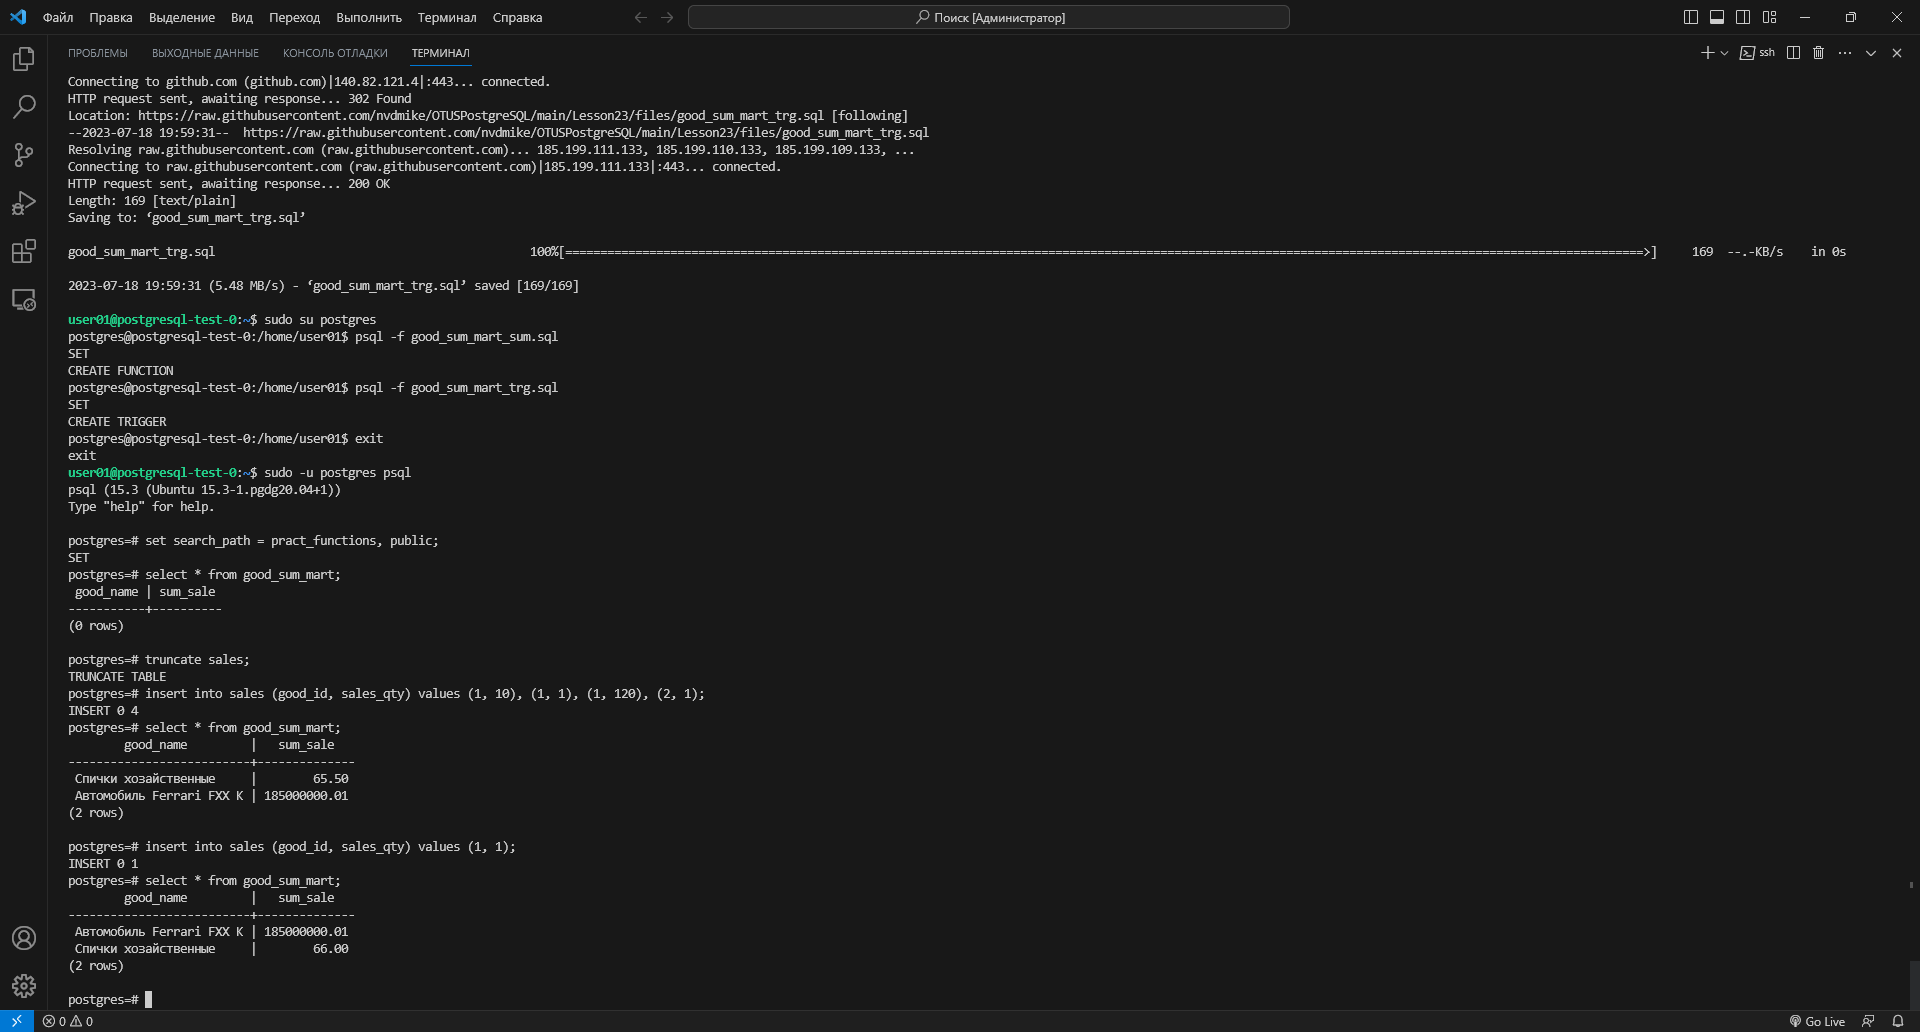 Файл Правка Выделение Вид Переход Выполнить Терминал Справка
Поиск [Администратор]
ПРОБЛЕМЫ ВЫХОДНЫЕ ДАННЫЕ КОНСОЛЬ ОТЛАДКИ ТЕРМИНАЛ
ssh
Connecting to github.com (github.com)|140.82.121.4|:443... connected.
HTTP request sent, awaiting response... 302 Found
Location: https://raw.githubusercontent.com/nvdmike/OTUSPostgreSQL/main/Lesson23/files/good_sum_mart_trg.sql [following]
--2023-07-18 19:59:31--  https://raw.githubusercontent.com/nvdmike/OTUSPostgreSQL/main/Lesson23/files/good_sum_mart_trg.sql
Resolving raw.githubusercontent.com (raw.githubusercontent.com)... 185.199.111.133, 185.199.110.133, 185.199.109.133, ...
Connecting to raw.githubusercontent.com (raw.githubusercontent.com)|185.199.111.133|:443... connected.
HTTP request sent, awaiting response... 200 OK
Length: 169 [text/plain]
Saving to: ‘good_sum_mart_trg.sql’
good_sum_mart_trg.sql 100%[==========================================================================================================================================================>] 169 --.-KB/s in 0s
2023-07-18 19:59:31 (5.48 MB/s) - ‘good_sum_mart_trg.sql’ saved [169/169]
user01@postgresql-test-0:~$ sudo su postgres
postgres@postgresql-test-0:/home/user01$ psql -f good_sum_mart_sum.sql
SET
CREATE FUNCTION
postgres@postgresql-test-0:/home/user01$ psql -f good_sum_mart_trg.sql
SET
CREATE TRIGGER
postgres@postgresql-test-0:/home/user01$ exit
exit
user01@postgresql-test-0:~$ sudo -u postgres psql
psql (15.3 (Ubuntu 15.3-1.pgdg20.04+1))
Type "help" for help.
postgres=# set search_path = pract_functions, public;
SET
postgres=# select * from good_sum_mart;
good_name | sum_sale
-----------+----------
(0 rows)
postgres=# truncate sales;
TRUNCATE TABLE
postgres=# insert into sales (good_id, sales_qty) values (1, 10), (1, 1), (1, 120), (2, 1);
INSERT 0 4
postgres=# select * from good_sum_mart;
good_name | sum_sale
--------------------------+--------------
Спички хозайственные | 65.50
Автомобиль Ferrari FXX K | 185000000.01
(2 rows)
postgres=# insert into sales (good_id, sales_qty) values (1, 1);
INSERT 0 1
postgres=# select * from good_sum_mart;
good_name | sum_sale
--------------------------+--------------
Автомобиль Ferrari FXX K | 185000000.01
Спички хозайственные | 66.00
(2 rows)
postgres=#
0 0 Go Live